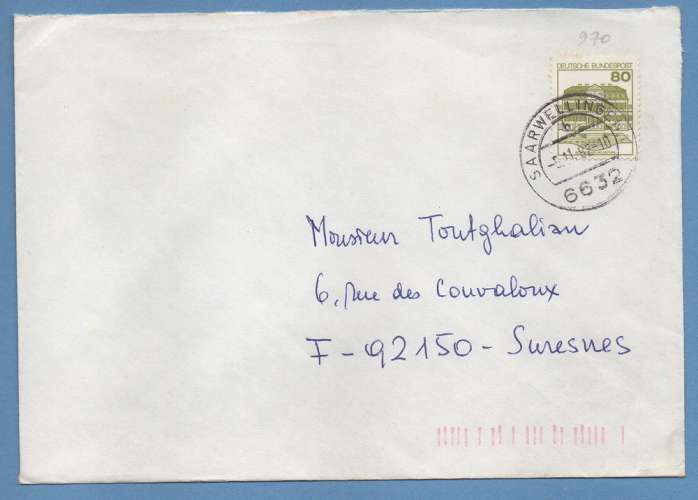 970
DEUTSCHE BUNDESPOST
80
SAARWELLINGEN
b
6632
Monsieur Toutghalian
6, rue des Couvaloux
F-92150-Suresnes